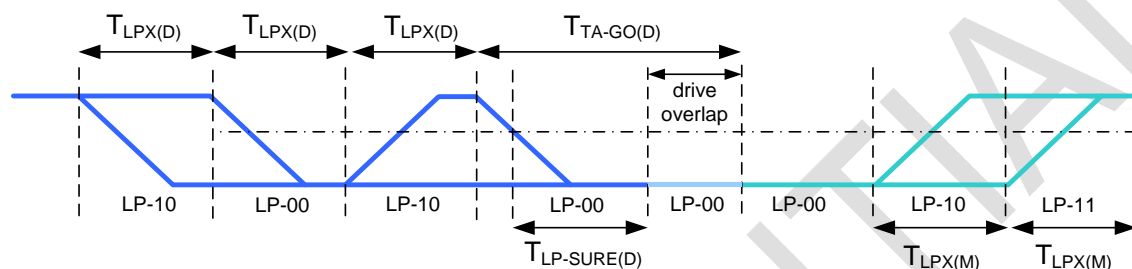 TLPX(D) TLPX(D) TLPX(D) TTA-GO(D)
drive
overlap
LP-10 LP-00 LP-10 LP-00 LP-00 LP-00 LP-10 LP-11
TLP-SURE(D) TLPX(M) TLPX(M)